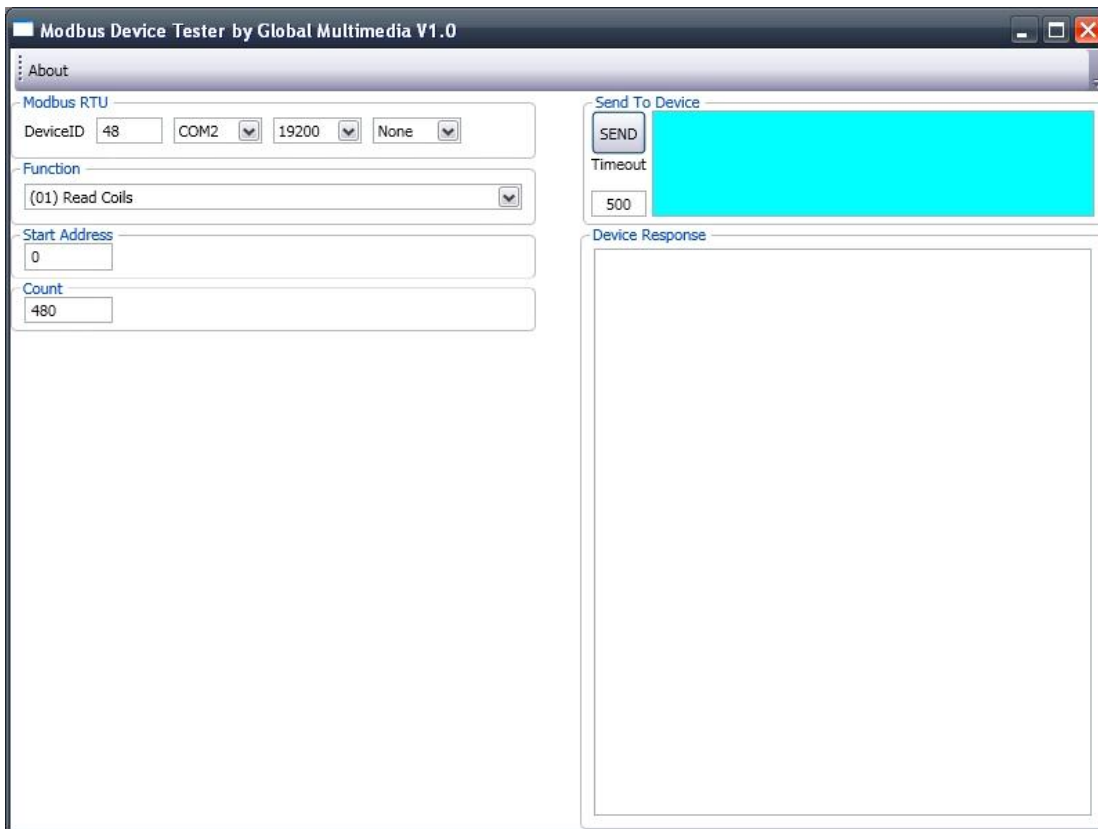 Modbus Device Tester by Global Multimedia V1.0
About
Modbus RTU
DeviceID 48 COM2 19200 None
Function
(01) Read Coils
Start Address
0
Count
480
Send To Device
SEND
Timeout
500
Device Response